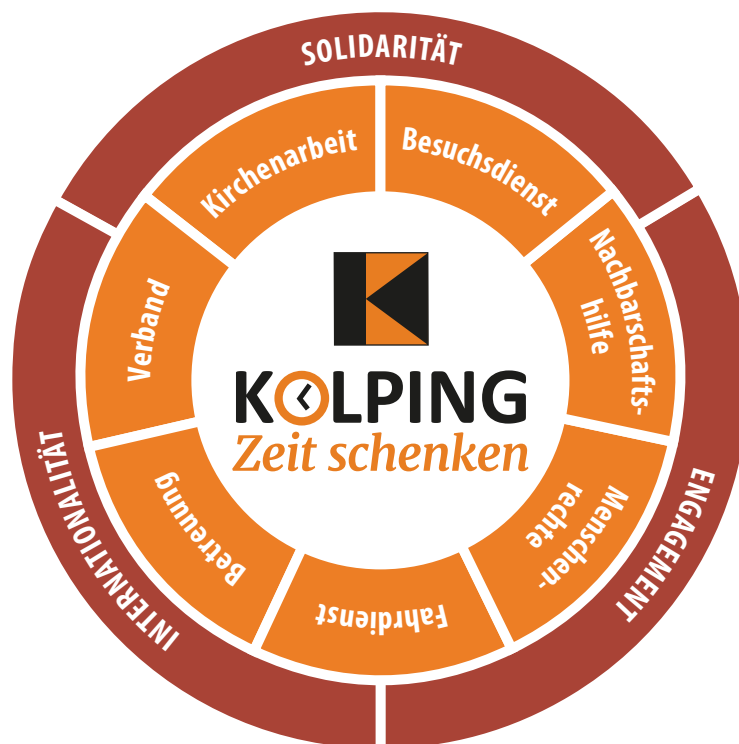 SOLIDARITÄT
Kirchenarbeit
Besuchsdienst
Nachbarschafts-
hilfe
Menschen-
rechte
Fahrdienst
Betreuung
Verband
KOLPING
Zeit schenken
ENGAGEMENT
INTERNATIONALITÄT